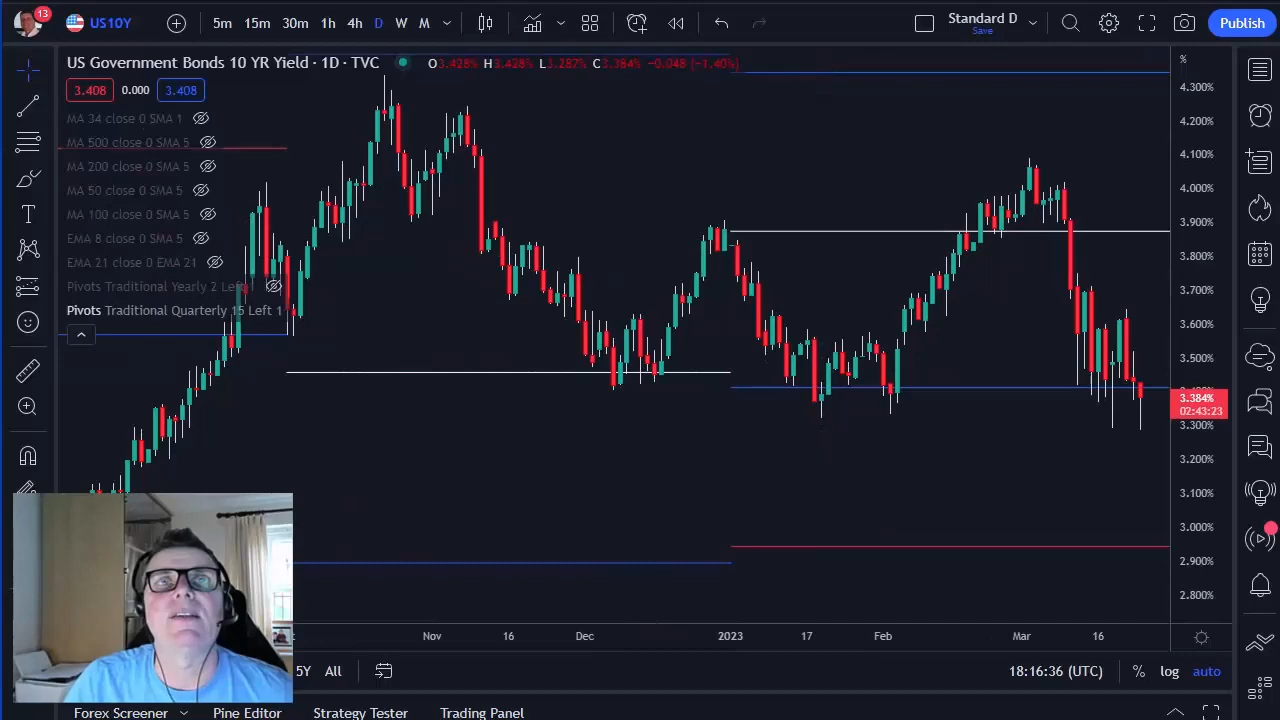 13
US10Y
5m 15m 30m 1h 4h D W M
Standard D
Save
Publish
US Government Bonds 10 YR Yield · 1D · TVC
O3.428% H3.428% L3.287% C3.384% −0.048 (−1.40%)
3.408 0.000 3.408
MA 34 close 0 SMA 1
MA 500 close 0 SMA 5
MA 200 close 0 SMA 5
MA 50 close 0 SMA 5
MA 100 close 0 SMA 5
EMA 8 close 0 SMA 5
EMA 21 close 0 EMA 21
Pivots Traditional Yearly 2 Left 1
Pivots Traditional Quarterly 15 Left 1
%
4.300%
4.200%
4.100%
4.000%
3.900%
3.800%
3.700%
3.600%
3.500%
3.384%
02:43:23
3.300%
3.200%
3.100%
3.000%
2.900%
2.800%
Nov 16 Dec 2023 17 Feb Mar 16
5Y All
18:16:36 (UTC) % log auto
Forex Screener Pine Editor Strategy Tester Trading Panel